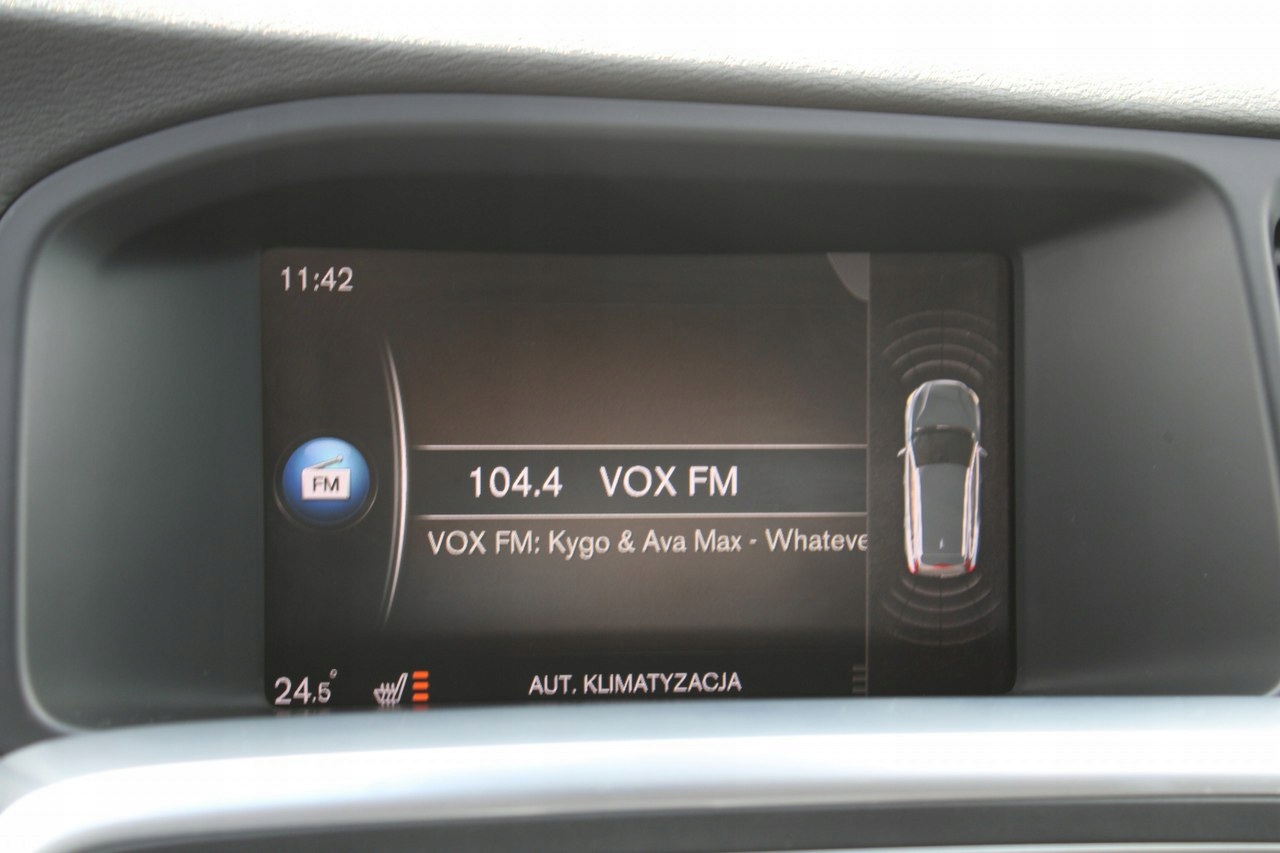 11:42
FM
104.4 VOX FM
VOX FM: Kygo & Ava Max - Whateve
24.5°
AUT. KLIMATYZACJA